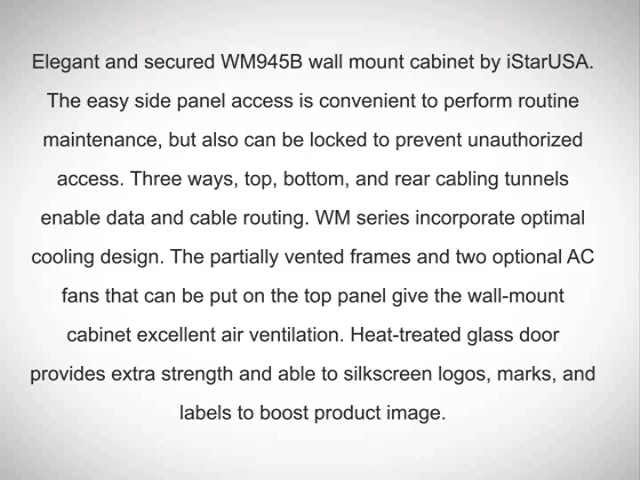 Elegant and secured WM945B wall mount cabinet by iStarUSA.
The easy side panel access is convenient to perform routine
maintenance, but also can be locked to prevent unauthorized
access. Three ways, top, bottom, and rear cabling tunnels
enable data and cable routing. WM series incorporate optimal
cooling design. The partially vented frames and two optional AC
fans that can be put on the top panel give the wall-mount
cabinet excellent air ventilation. Heat-treated glass door
provides extra strength and able to silkscreen logos, marks, and
labels to boost product image.